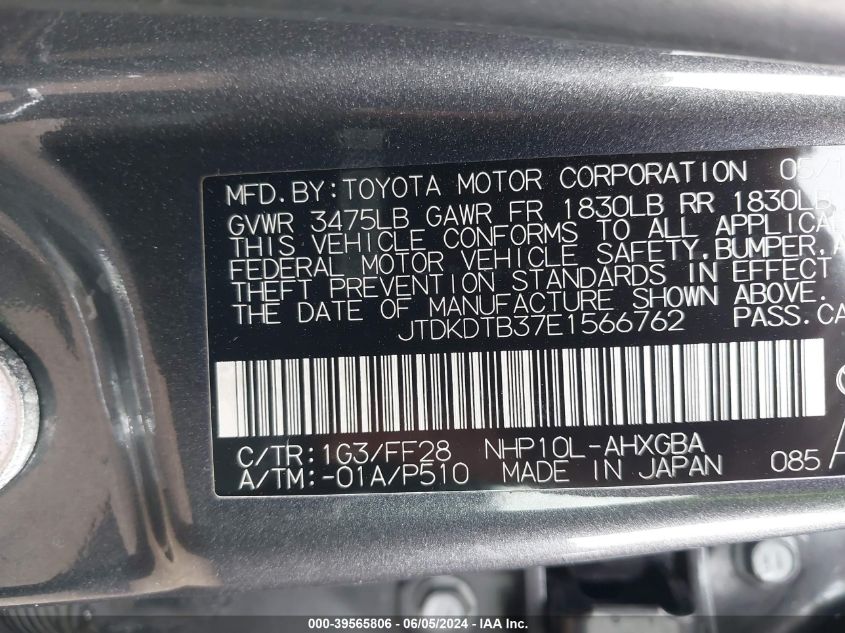 MFD.BY:TOYOTA MOTOR CORPORATION 05/1
GVWR 3475LB GAWR FR 1830LB RR 1830LB
THIS VEHICLE CONFORMS TO ALL
FEDERAL MOTOR VEHICLE SAFETY,BUMPER,
THEFT PREVENTION STANDARDS IN EFFECT
THE DATE OF MANUFACTURE SHOWN ABOVE.
JTDKDTB37E1566762 PASS.
C/TR:1G3/FF28 NHP10L-AHXGBA
A/TM:-01A/P510 MADE IN JAPAN 085
000-39565806 - 06/05/2024 - IAA Inc.